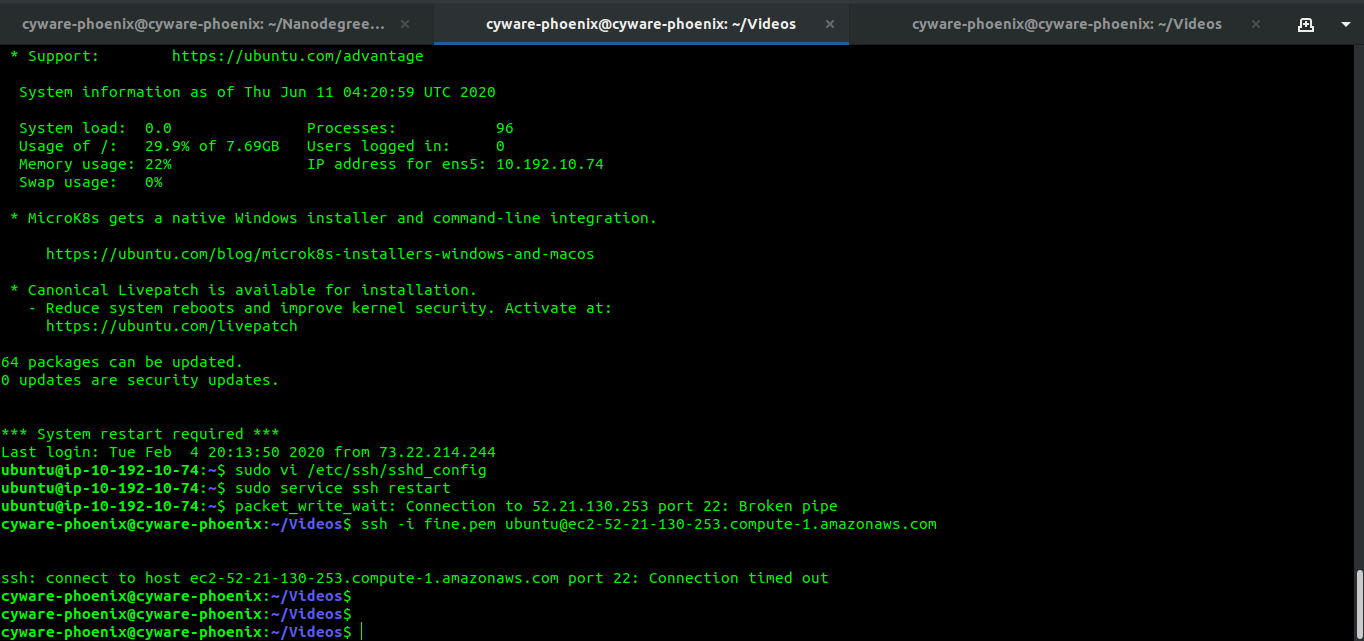 cyware-phoenix@cyware-phoenix: ~/Nanodegree... ×
cyware-phoenix@cyware-phoenix: ~/Videos ×
cyware-phoenix@cyware-phoenix: ~/Videos ×
* Support: https://ubuntu.com/advantage
System information as of Thu Jun 11 04:20:59 UTC 2020
System load: 0.0 Processes: 96
Usage of /: 29.9% of 7.69GB Users logged in: 0
Memory usage: 22% IP address for ens5: 10.192.10.74
Swap usage: 0%
* MicroK8s gets a native Windows installer and command-line integration.
https://ubuntu.com/blog/microk8s-installers-windows-and-macos
* Canonical Livepatch is available for installation.
- Reduce system reboots and improve kernel security. Activate at:
https://ubuntu.com/livepatch
64 packages can be updated.
0 updates are security updates.
*** System restart required ***
Last login: Tue Feb  4 20:13:50 2020 from 73.22.214.244
ubuntu@ip-10-192-10-74:~$ sudo vi /etc/ssh/sshd_config
ubuntu@ip-10-192-10-74:~$ sudo service ssh restart
ubuntu@ip-10-192-10-74:~$ packet_write_wait: Connection to 52.21.130.253 port 22: Broken pipe
cyware-phoenix@cyware-phoenix:~/Videos$ ssh -i fine.pem ubuntu@ec2-52-21-130-253.compute-1.amazonaws.com
ssh: connect to host ec2-52-21-130-253.compute-1.amazonaws.com port 22: Connection timed out
cyware-phoenix@cyware-phoenix:~/Videos$
cyware-phoenix@cyware-phoenix:~/Videos$
cyware-phoenix@cyware-phoenix:~/Videos$